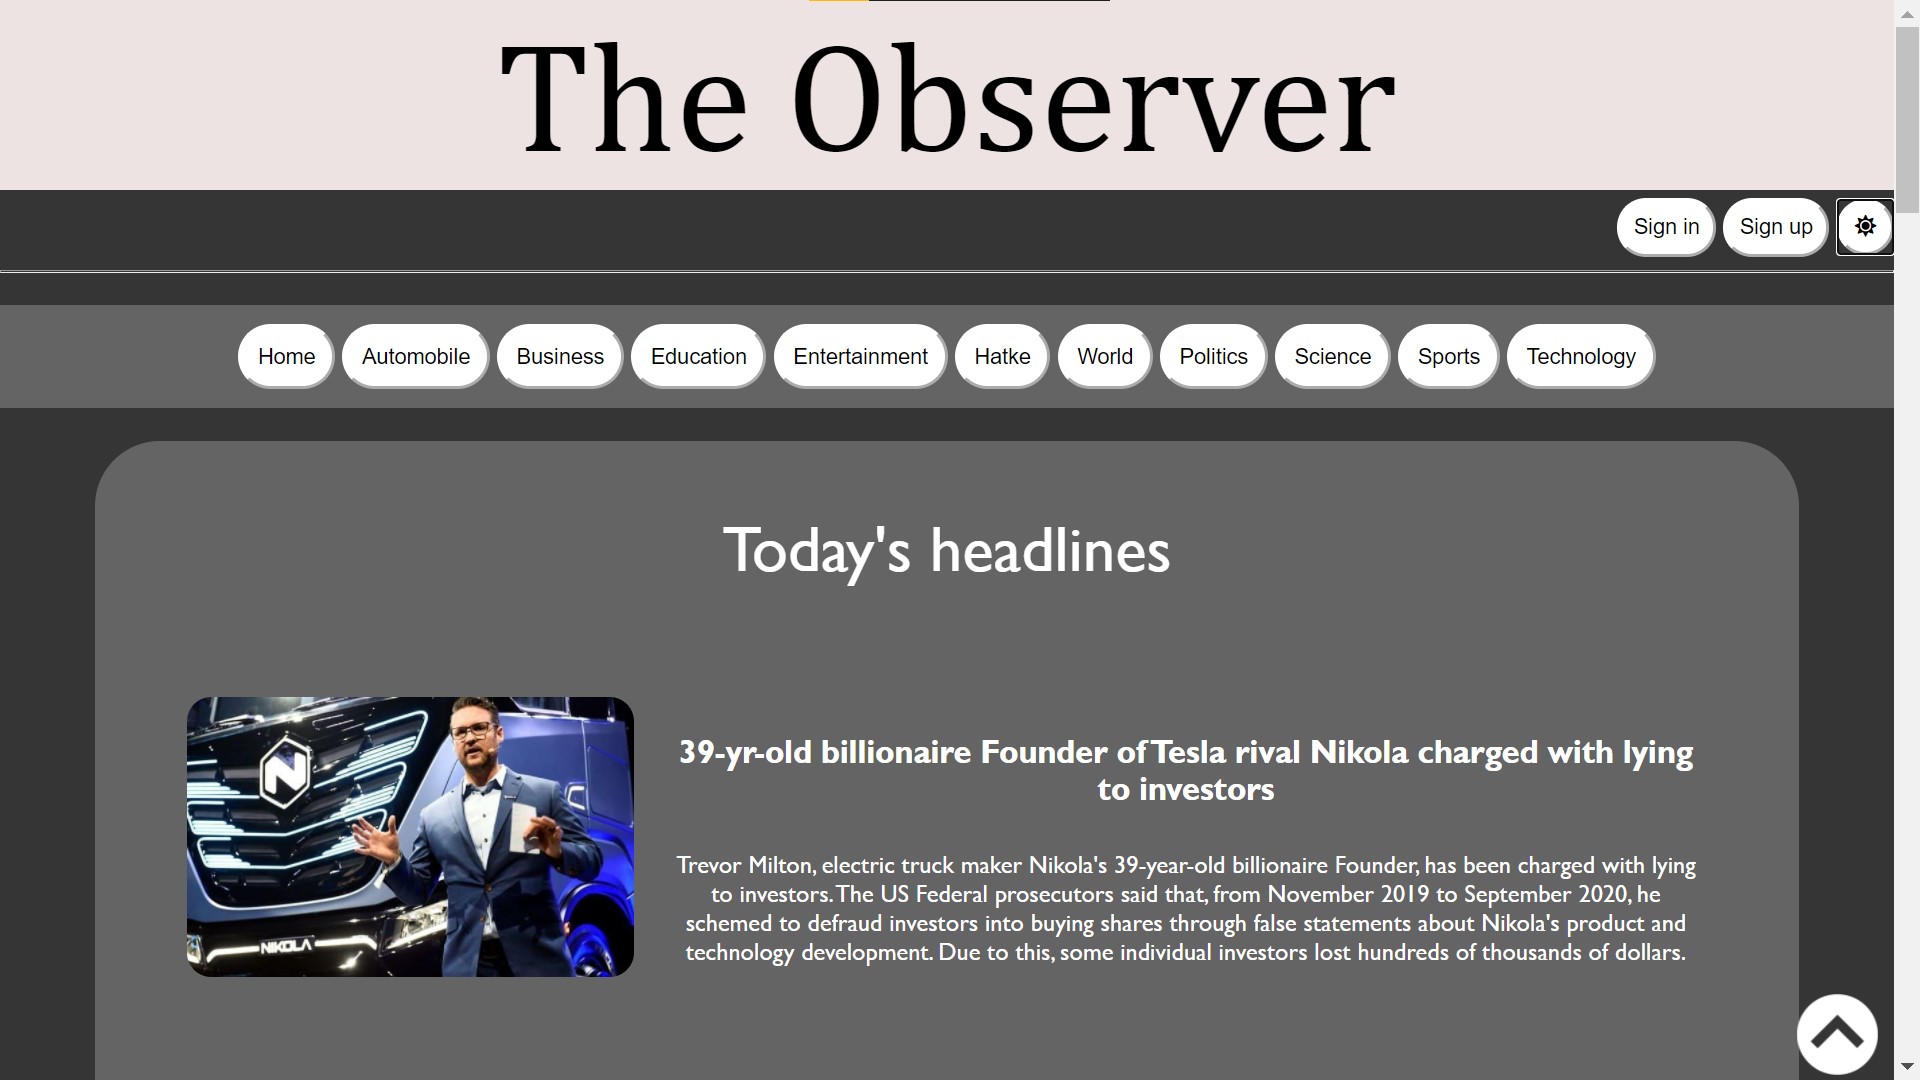 The Observer
Sign in
Sign up
Home
Automobile
Business
Education
Entertainment
Hatke
World
Politics
Science
Sports
Technology
Today's headlines
39-yr-old billionaire Founder of Tesla rival Nikola charged with lying
to investors
Trevor Milton, electric truck maker Nikola's 39-year-old billionaire Founder, has been charged with lying
to investors. The US Federal prosecutors said that, from November 2019 to September 2020, he
schemed to defraud investors into buying shares through false statements about Nikola's product and
technology development. Due to this, some individual investors lost hundreds of thousands of dollars.
NIKOLA